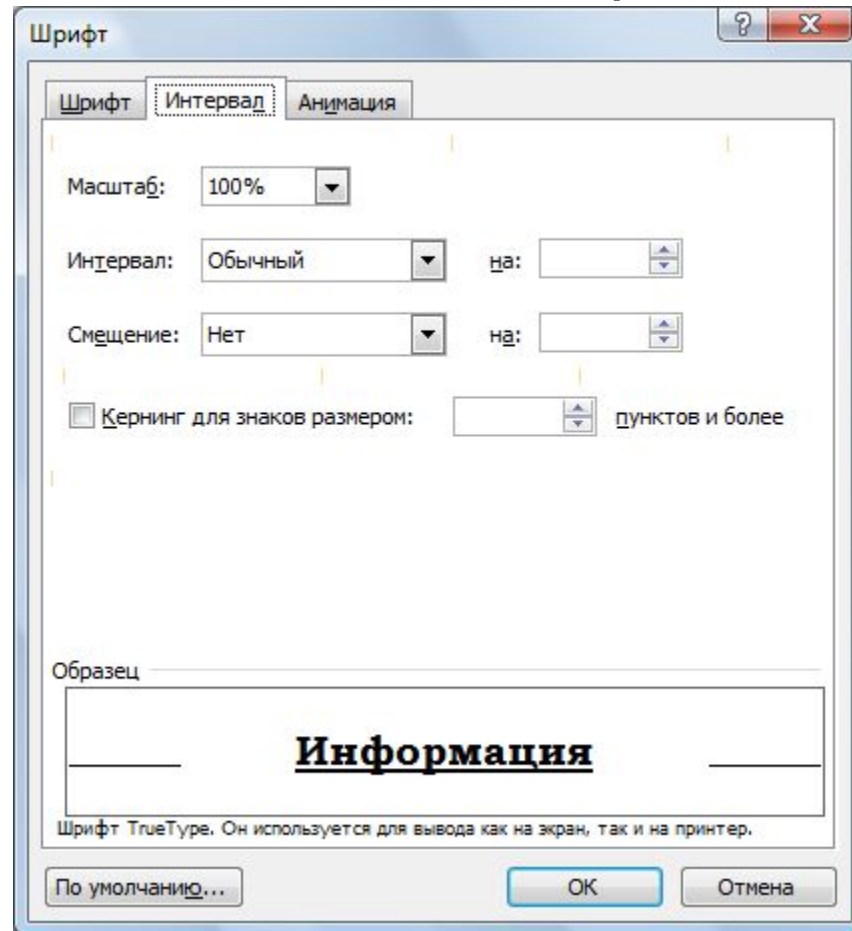 Шрифт
Шрифт Интервал Анимация
Масштаб: 100%
Интервал: Обычный на:
Смещение: Нет на:
Кернинг для знаков размером: пунктов и более
Образец
Информация
Шрифт TrueType. Он используется для вывода как на экран, так и на принтер.
По умолчанию... ОК Отмена